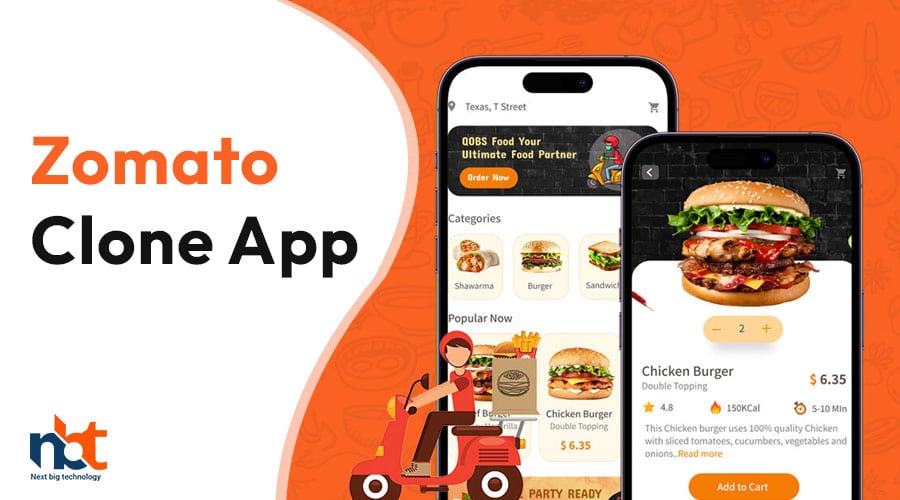 Zomato
Clone App
nbt
Next big technology
Texas, T Street
QOBS Food Your
Ultimate Food Partner
Order Now
Categories
Shawarma
Burger
Sandwich
Popular Now
Chicken Burger
Double Topping
$ 6.35
PARTY READY
2
Chicken Burger
Double Topping
$ 6.35
4.8
150KCal
5-10 MIn
This Chicken burger uses 100% quality Chicken
with sliced tomatoes, cucumbers, vegetables and
onions..Read more
Add to Cart